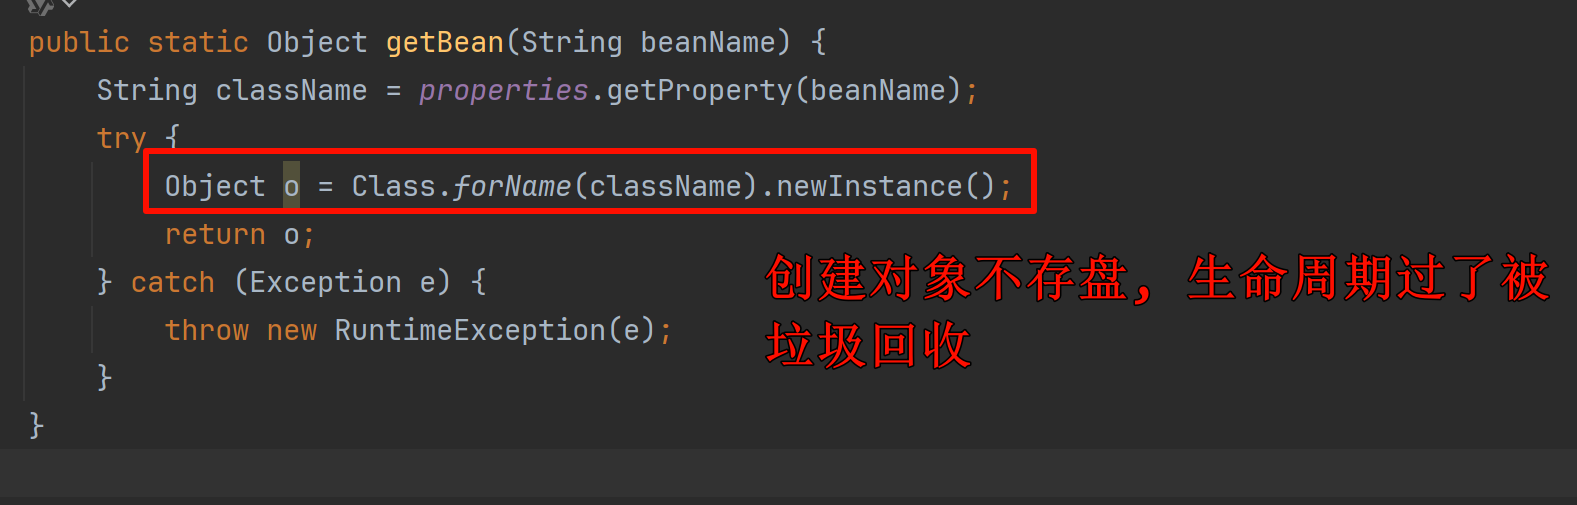 public static Object getBean(String beanName) {
String className = properties.getProperty(beanName);
try {
Object o = Class.forName(className).newInstance();
return o;
} catch (Exception e) {
创建对象不存盘，生命周期过了被
throw new RuntimeException(e);
垃圾回收
}
}